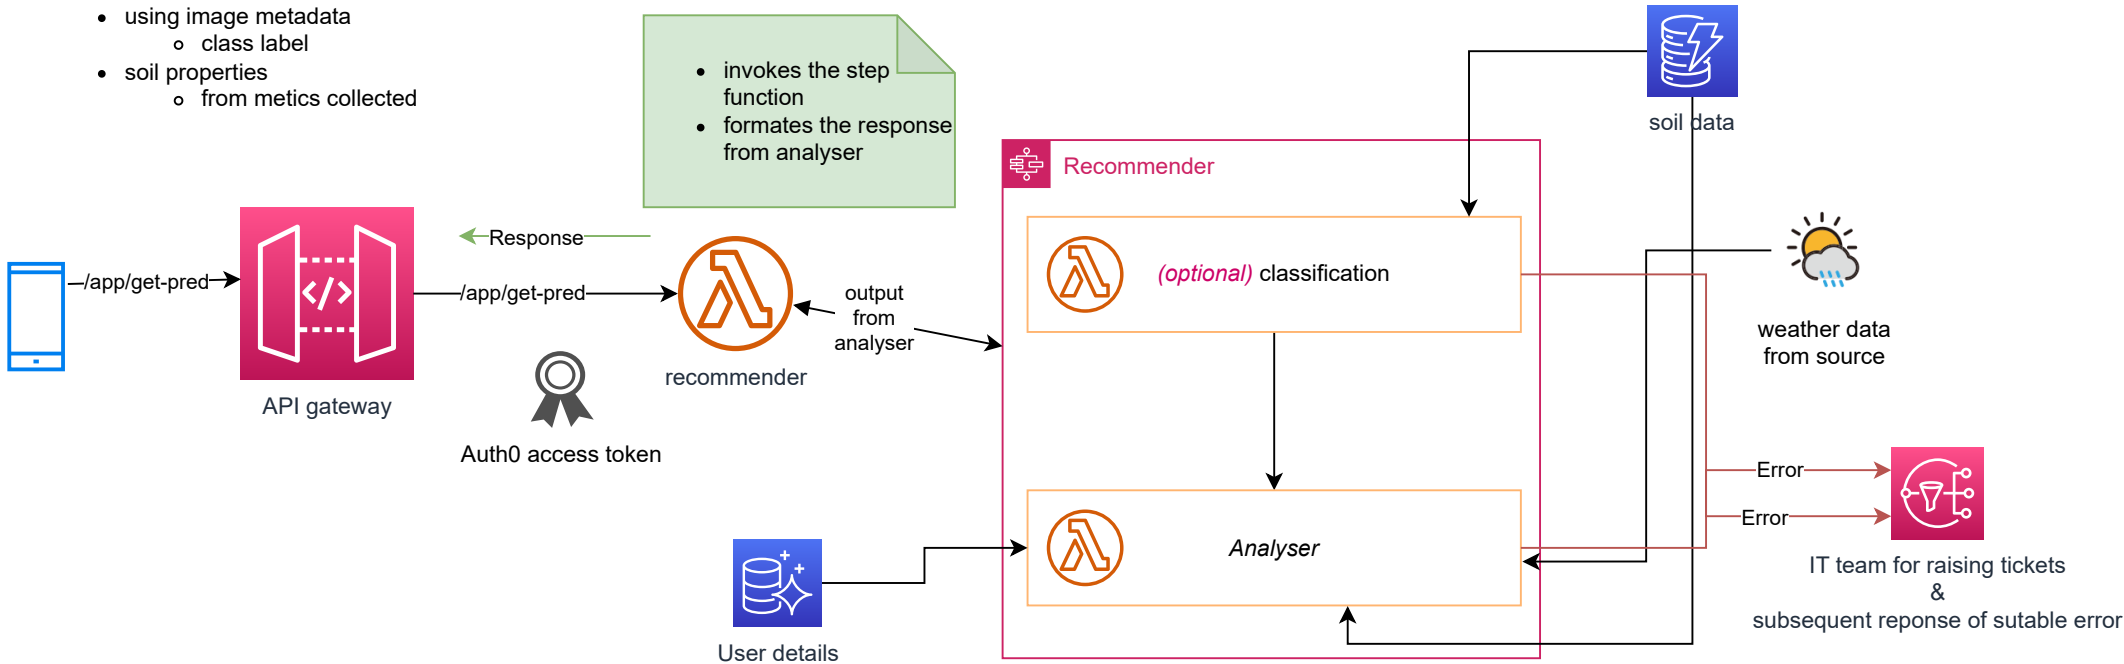 using image metadata
class label
soil properties
from metics collected
invokes the step
function
formates the response
from analyser
soil data
Recommender
Response
/app/get-pred
/app/get-pred
(optional) classification
output
from
analyser
weather data
from source
recommender
API gateway
Auth0 access token
Error
Error
Analyser
IT team for raising tickets
&
subsequent reponse of sutable error
User details